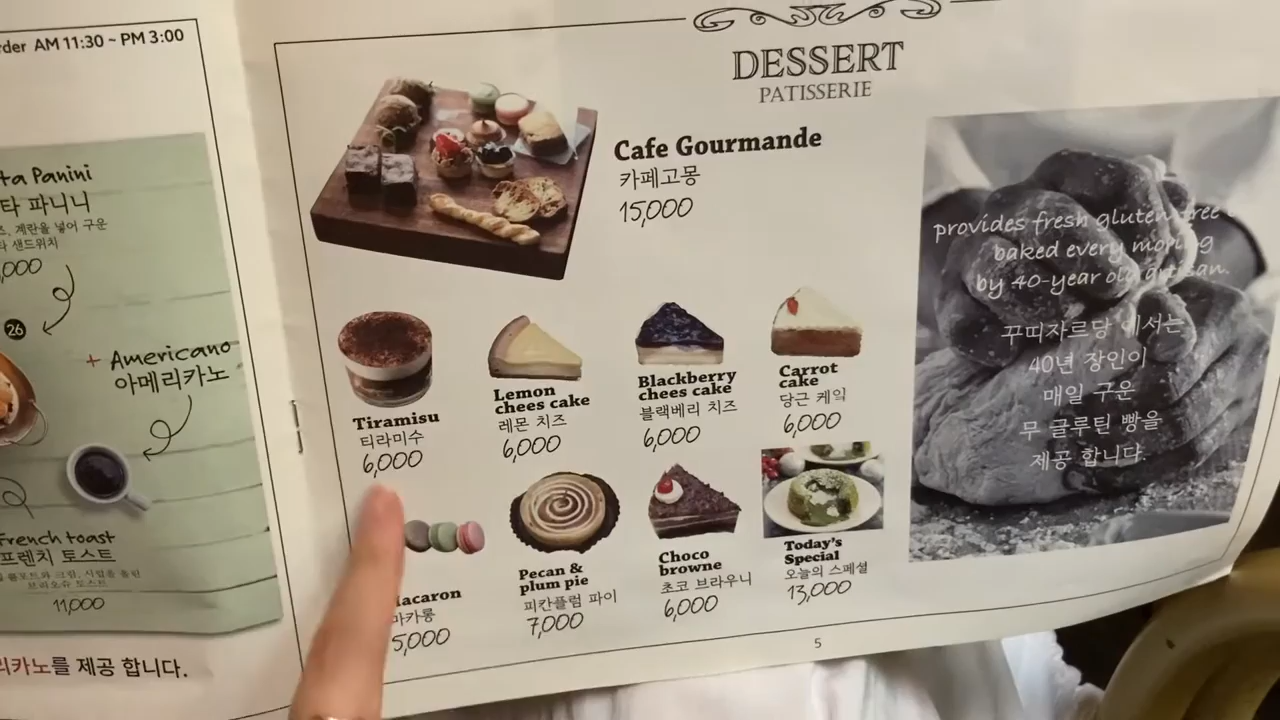 AM 11:30 ~ PM 3:00
Panini
파니니
계란을 넣어 구운
샌드위치
26
+ Americano
아메리카노
French toast
프렌치 토스트
11,000
를 제공 합니다.
DESSERT
PATISSERIE
Cafe Gourmande
카페고몽
15,000
Tiramisu
티라미수
6,000
Lemon
chees cake
레몬 치즈
6,000
Blackberry
chees cake
블랙베리 치즈
6,000
Carrot
cake
당근 케익
6,000
acaron
마카롱
5,000
Pecan &
plum pie
피칸플럼 파이
7,000
Choco
browne
초코 브라우니
6,000
Today's
Special
오늘의 스페셜
13,000
provides fresh gluten free
baked every morning
by 40-year old artisan.
꾸띠자르당 에서는
40년 장인이
매일 구운
무 글루틴 빵을
제공 합니다.
5